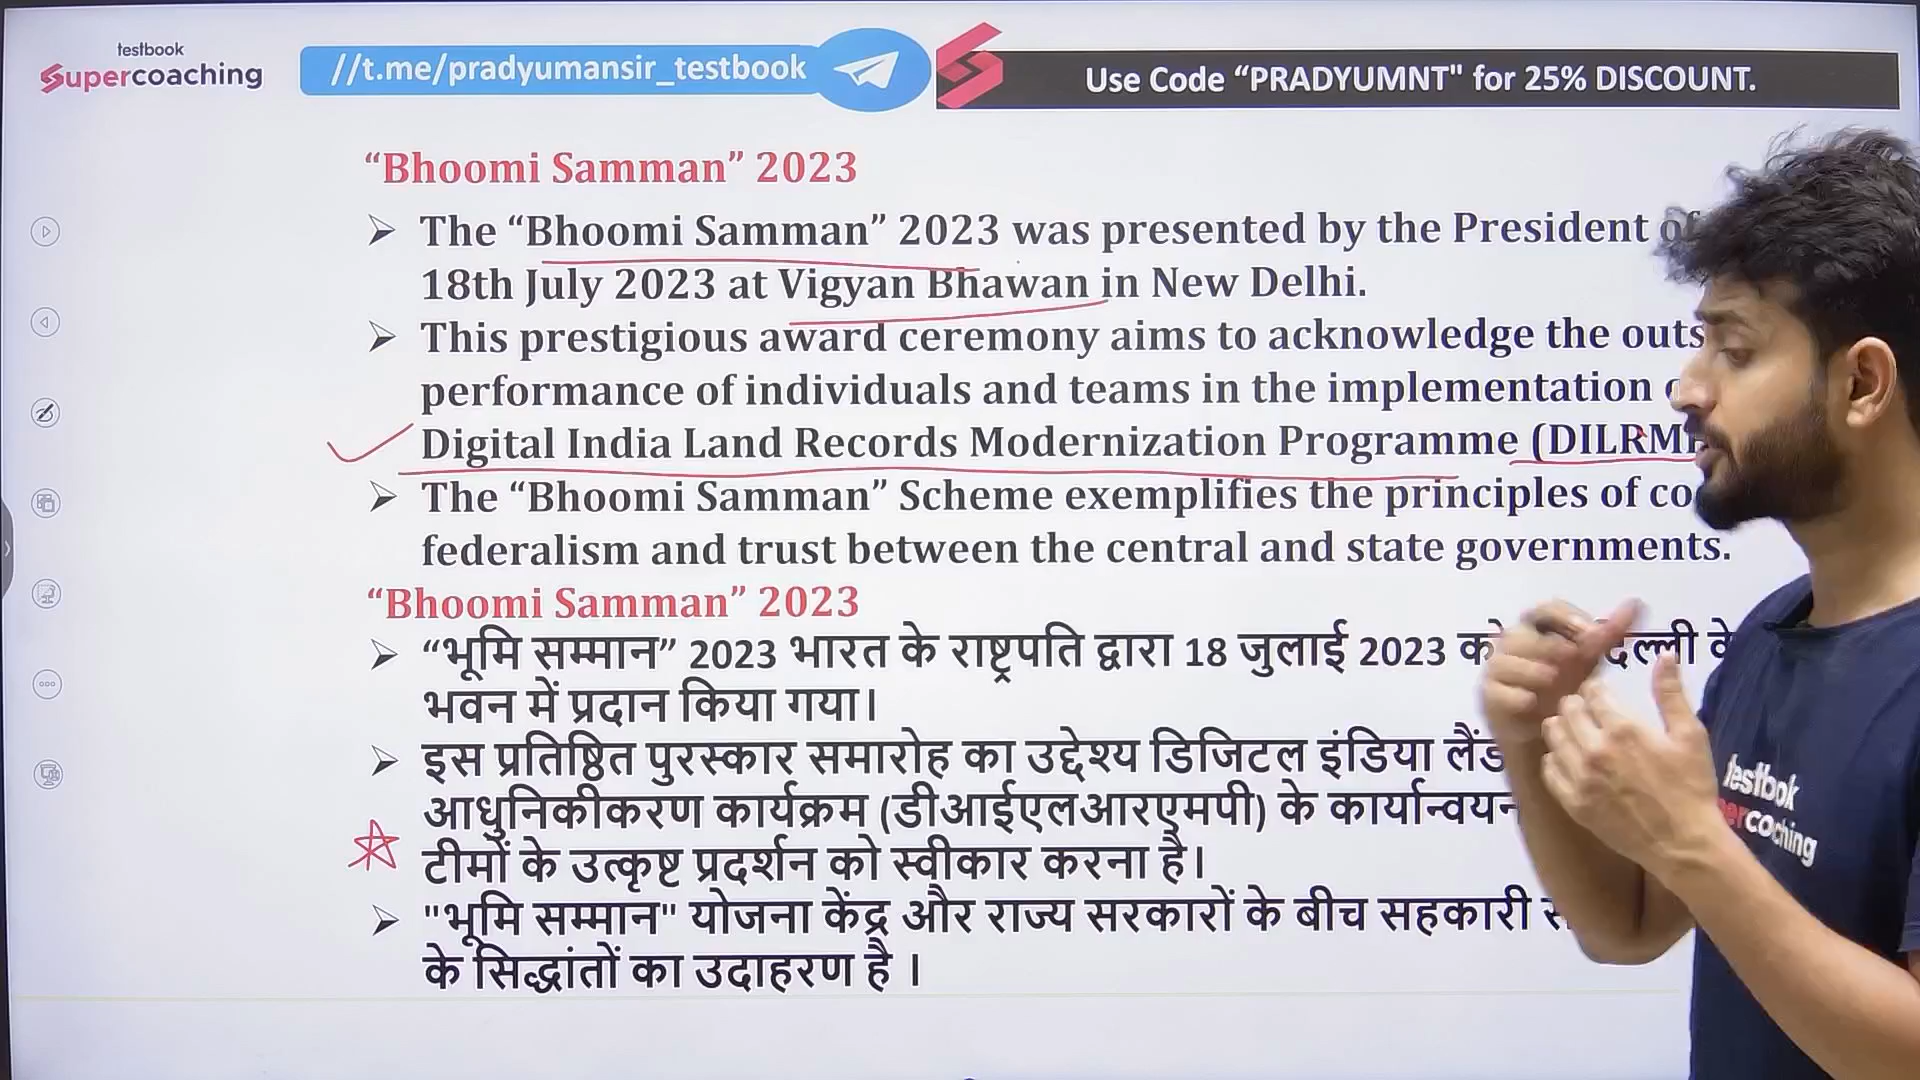 testbook
Supercoaching
//t.me/pradyumansir_testbook
Use Code “PRADYUMNT" for 25% DISCOUNT.
“Bhoomi Samman” 2023
The “Bhoomi Samman” 2023 was presented by the President of
18th July 2023 at Vigyan Bhawan in New Delhi.
This prestigious award ceremony aims to acknowledge the outs
performance of individuals and teams in the implementation
Digital India Land Records Modernization Programme (DILRM
The “Bhoomi Samman” Scheme exemplifies the principles of co
federalism and trust between the central and state governments.
“Bhoomi Samman” 2023
“भूमि सम्मान” 2023 भारत के राष्ट्रपति द्वारा 18 जुलाई 2023 को दिल्ली के
भवन में प्रदान किया गया।
इस प्रतिष्ठित पुरस्कार समारोह का उद्देश्य डिजिटल इंडिया लैंड
आधुनिकीकरण कार्यक्रम (डीआईएलआरएमपी) के कार्यान्वयन
टीमों के उत्कृष्ट प्रदर्शन को स्वीकार करना है।
"भूमि सम्मान" योजना केंद्र और राज्य सरकारों के बीच सहकारी
के सिद्धांतों का उदाहरण है ।
testbook
ercoaching